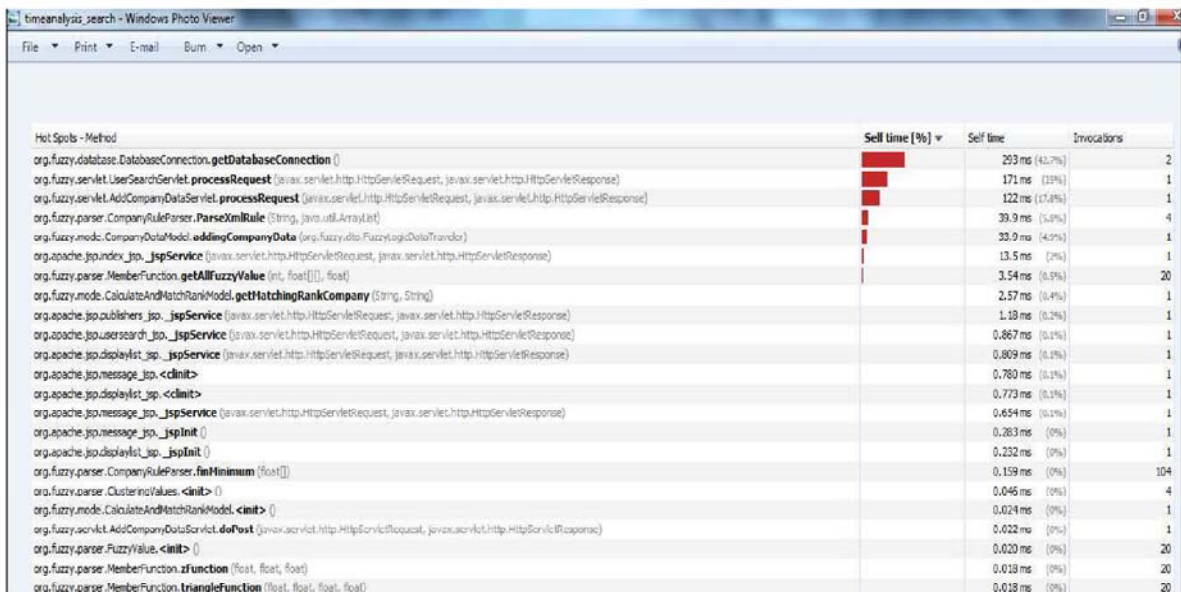 timeanalysis_search - Windows Photo Viewer
File Print E-mail Burn Open
Hot Spots - Method Self time [%] Self time Invocations
org.fuzzy.database.DatabaseConnection.getDatabaseConnection () 293 ms (42.7%) 2
org.fuzzy.servlet.UserSearchServlet.processRequest (javax.servlet.http.HttpServletRequest, javax.servlet.http.HttpServletResponse) 171 ms (25%) 1
org.fuzzy.servlet.AddCompanyDataServlet.processRequest (javax.servlet.http.HttpServletRequest, javax.servlet.http.HttpServletResponse) 122 ms (17.8%) 1
org.fuzzy.parser.CompanyRuleParser.ParseXmlRule (String, java.util.ArrayList) 39.9 ms (5.8%) 4
org.fuzzy.mode.CompanyDataModel.addingCompanyData (org.fuzzy.dto.FuzzyLogicDataTraveler) 33.9 ms (4.9%) 1
org.apache.jsp.index_jsp._jspService (javax.servlet.http.HttpServletRequest, javax.servlet.http.HttpServletResponse) 13.5 ms (2%) 1
org.fuzzy.parser.MemberFunction.getAllFuzzyValue (int, float[][], float) 3.54 ms (0.5%) 20
org.fuzzy.mode.CalculateAndMatchRankModel.getMatchingRankCompany (String, String) 2.57 ms (0.4%) 1
org.apache.jsp.publishers_jsp._jspService (javax.servlet.http.HttpServletRequest, javax.servlet.http.HttpServletResponse) 1.18 ms (0.2%) 1
org.apache.jsp.usersearch_jsp._jspService (javax.servlet.http.HttpServletRequest, javax.servlet.http.HttpServletResponse) 0.867 ms (0.1%) 1
org.apache.jsp.displaylist_jsp._jspService (javax.servlet.http.HttpServletRequest, javax.servlet.http.HttpServletResponse) 0.809 ms (0.1%) 1
org.apache.jsp.message_jsp.<clinit> 0.780 ms (0.1%) 1
org.apache.jsp.displaylist_jsp.<clinit> 0.773 ms (0.1%) 1
org.apache.jsp.message_jsp._jspService (javax.servlet.http.HttpServletRequest, javax.servlet.http.HttpServletResponse) 0.654 ms (0.1%) 1
org.apache.jsp.message_jsp._jspInit () 0.283 ms (0%) 1
org.apache.jsp.displaylist_jsp._jspInit () 0.232 ms (0%) 1
org.fuzzy.parser.CompanyRuleParser.finMinimum (float[]) 0.159 ms (0%) 104
org.fuzzy.parser.ClusteringValues.<init> () 0.046 ms (0%) 4
org.fuzzy.mode.CalculateAndMatchRankModel.<init> () 0.024 ms (0%) 1
org.fuzzy.servlet.AddCompanyDataServlet.doPost (javax.servlet.http.HttpServletRequest, javax.servlet.http.HttpServletResponse) 0.022 ms (0%) 1
org.fuzzy.parser.FuzzyValue.<init> () 0.020 ms (0%) 20
org.fuzzy.parser.MemberFunction.zFunction (float, float, float) 0.018 ms (0%) 20
org.fuzzy.parser.MemberFunction.triangleFunction (float, float, float, float) 0.018 ms (0%) 20